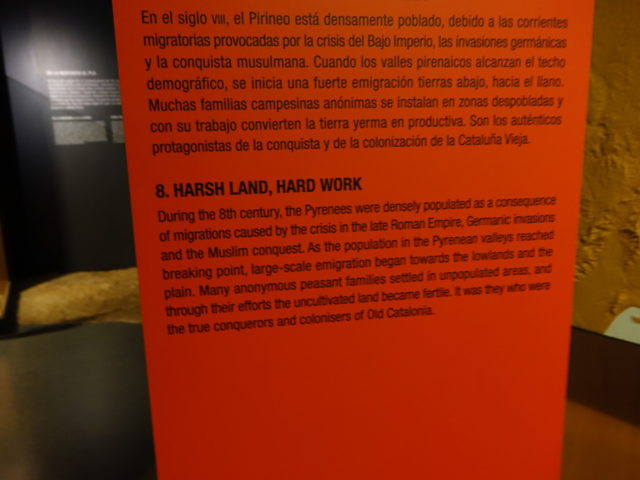 En el siglo VIII, el Pirineo está densamente poblado, debido a las corrientes
migratorias provocadas por la crisis del Bajo Imperio, las invasiones germánicas
y la conquista musulmana. Cuando los valles pirenaicos alcanzan el techo
demográfico, se inicia una fuerte emigración tierras abajo, hacia el llano.
Muchas familias campesinas anónimas se instalan en zonas despobladas y
con su trabajo convierten la tierra yerma en productiva. Son los auténticos
protagonistas de la conquista y de la colonización de la Cataluña Vieja.
8. HARSH LAND, HARD WORK
During the 8th century, the Pyrenees were densely populated as a consequence
of migrations caused by the crisis in the late Roman Empire, Germanic invasions
and the Muslim conquest. As the population in the Pyrenean valleys reached
breaking point, large-scale emigration began towards the lowlands and the
plain. Many anonymous peasant families settled in unpopulated areas, and
through their efforts the uncultivated land became fertile. It was they who were
the true conquerors and colonisers of Old Catalonia.